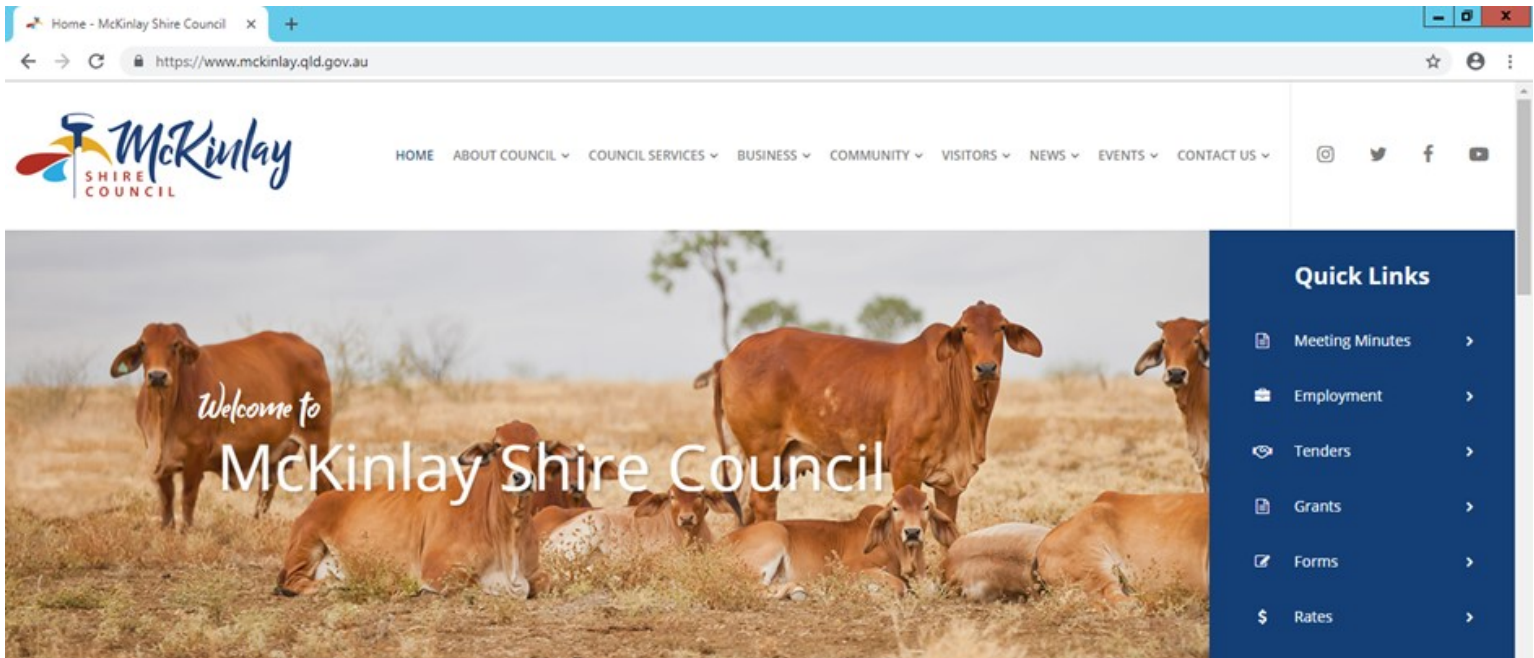 Home - McKinlay Shire Council
https://www.mckinlay.qld.gov.au
McKinlay
SHIRE
COUNCIL
HOME ABOUT COUNCIL COUNCIL SERVICES BUSINESS COMMUNITY VISITORS NEWS EVENTS CONTACT US
Welcome to
McKinlay Shire Council
Quick Links
Meeting Minutes
Employment
Tenders
Grants
Forms
$ Rates